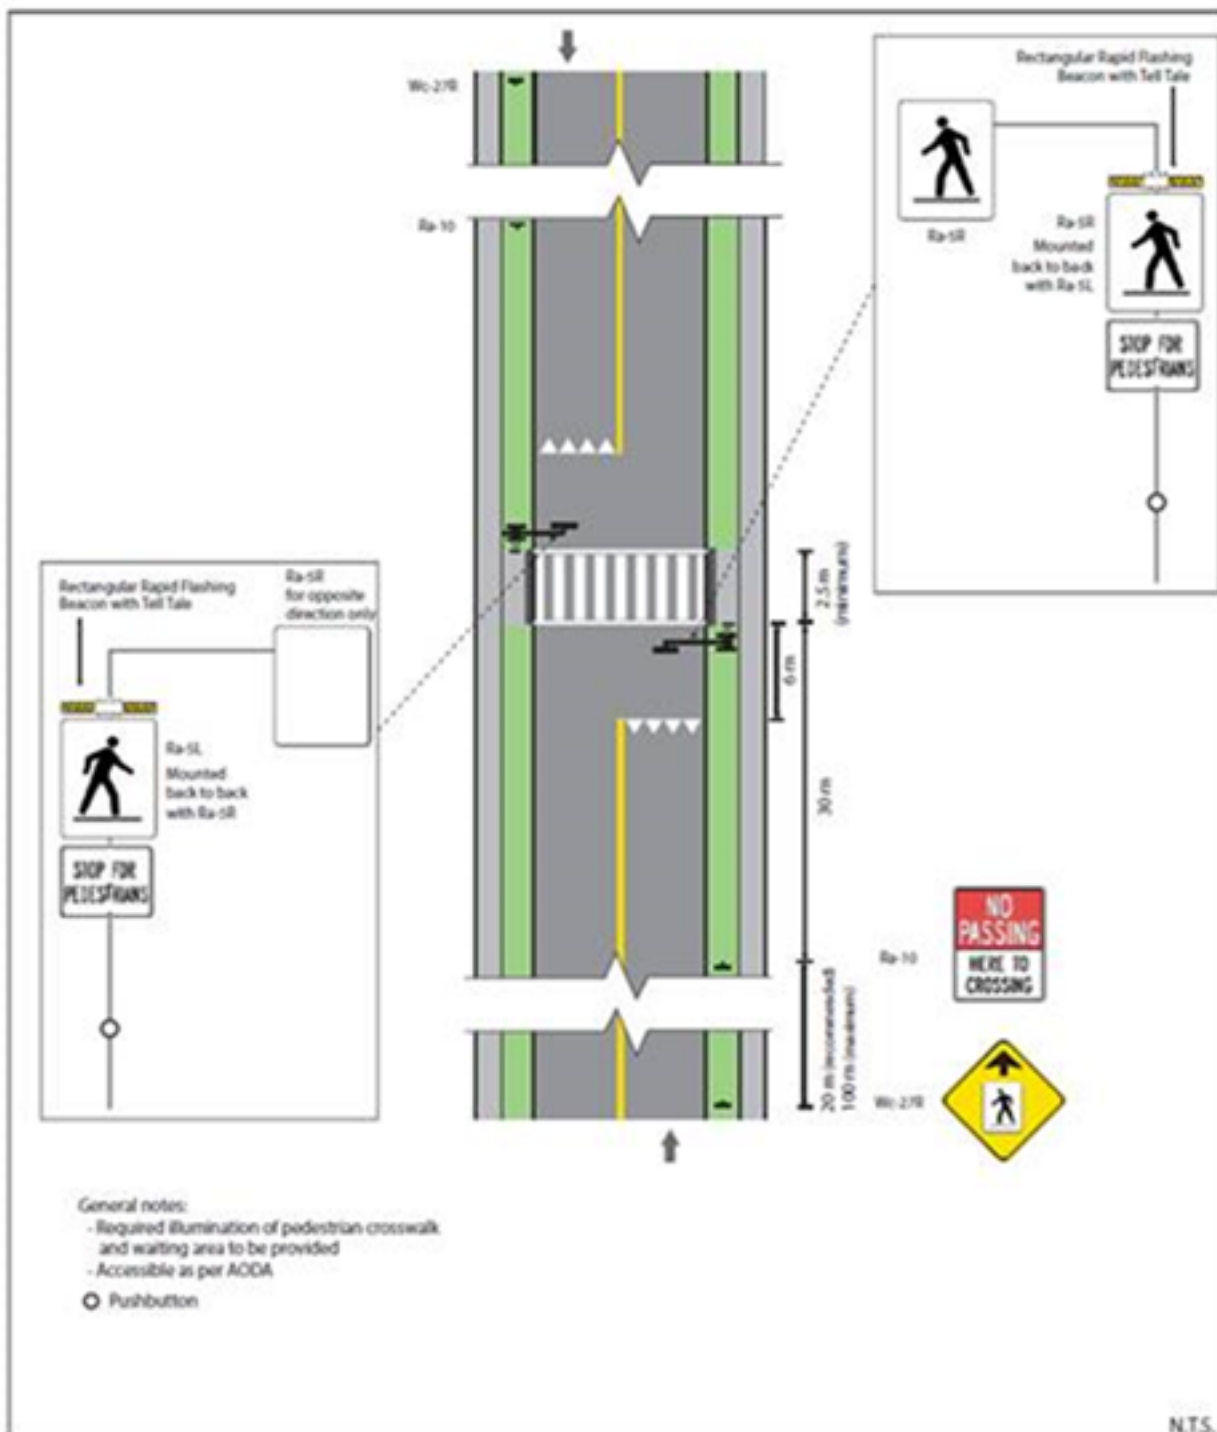 Wc-27R
Ra-10
Rectangular Rapid Flashing
Beacon with Tell Tale
Ra-5R
Ra-5R
Mounted
back to back
with Ra-5L
STOP FOR
PEDESTRIANS
Rectangular Rapid Flashing
Beacon with Tell Tale
Ra-5R
for opposite
direction only
Ra-5L
Mounted
back to back
with Ra-5R
STOP FOR
PEDESTRIANS
2.5 m
(minimum)
6 m
30 m
20 m (recommended)
100 m (maximum)
Ra-10
NO
PASSING
HERE TO
CROSSING
Wc-27R
General notes:
- Required illumination of pedestrian crosswalk
and waiting area to be provided
- Accessible as per AODA
Pushbutton
N.T.S.